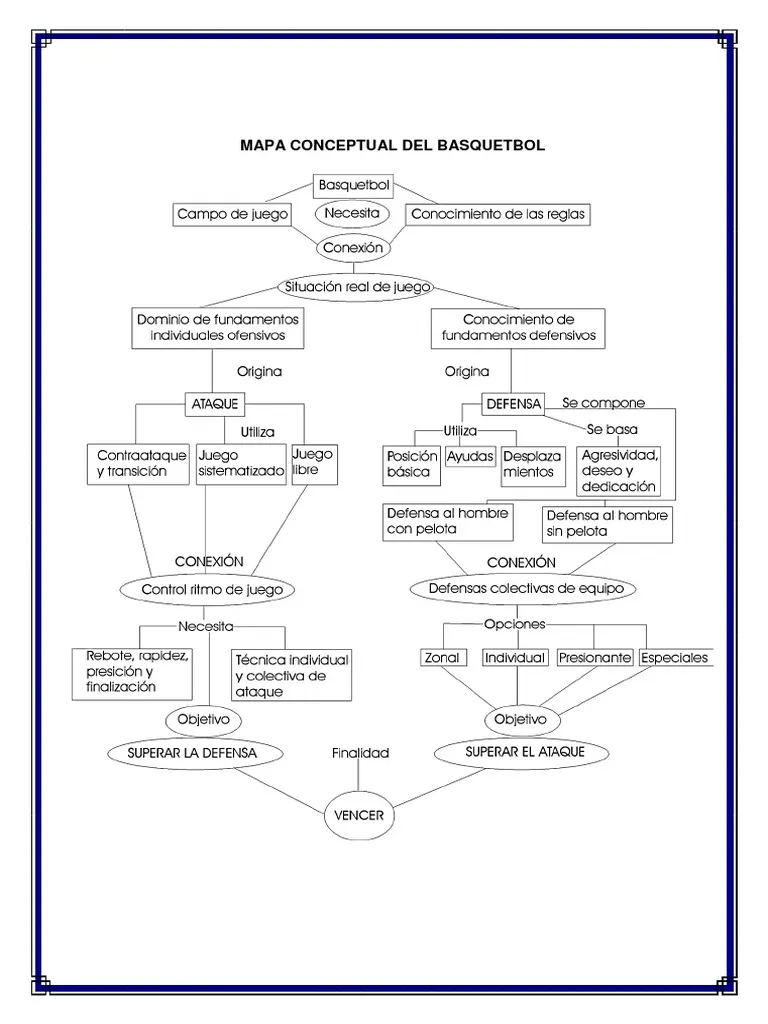 MAPA CONCEPTUAL DEL BASQUETBOL
Basquetbol
Campo de juego
Necesita
Conocimiento de las reglas
Conexión
Situación real de juego
Dominio de fundamentos
individuales ofensivos
Conocimiento de
fundamentos defensivos
Origina
Origina
ATAQUE
DEFENSA
Se compone
Utiliza
Utiliza
Se basa
Contraataque
y transición
Juego
sistematizado
Juego
libre
Posición
básica
Ayudas
Desplaza
mientos
Agresividad,
deseo y
dedicación
Defensa al hombre
con pelota
Defensa al hombre
sin pelota
CONEXIÓN
CONEXIÓN
Control ritmo de juego
Defensas colectivas de equipo
Necesita
Opciones
Rebote, rapidez,
presición y
finalización
Técnica individual
y colectiva de
ataque
Zonal
Individual
Presionante
Especiales
Objetivo
Objetivo
SUPERAR LA DEFENSA
Finalidad
SUPERAR EL ATAQUE
VENCER